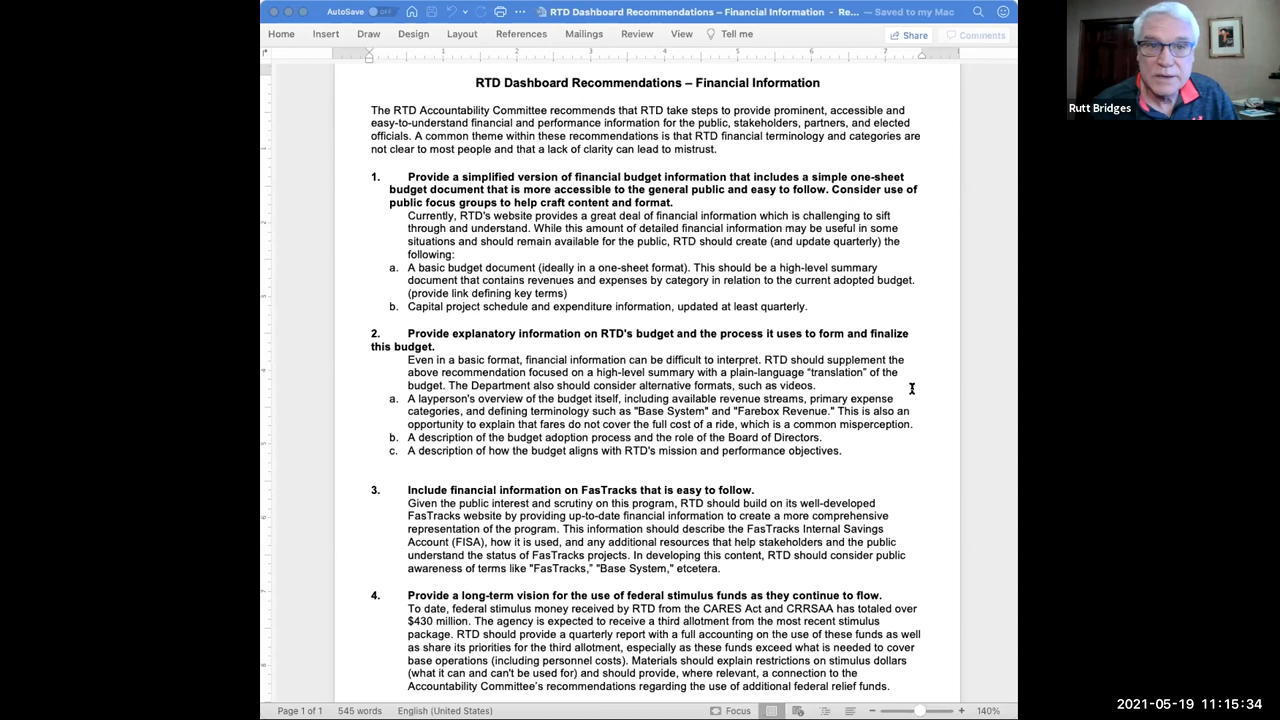 AutoSave OFF RTD Dashboard Recommendations – Financial Information - Re... — Saved to my Mac
Home Insert Draw Design Layout References Mailings Review View Tell me Share Comments
1 2 3 4 5 6 7
RTD Dashboard Recommendations – Financial Information
The RTD Accountability Committee recommends that RTD take steps to provide prominent, accessible and
easy-to-understand financial and performance information for the public, stakeholders, partners, and elected
officials. A common theme within these recommendations is that RTD financial terminology and categories are
not clear to most people and that a lack of clarity can lead to mistrust.
1. Provide a simplified version of financial budget information that includes a simple one-sheet
budget document that is more accessible to the general public and easy to follow. Consider use of
public focus groups to help craft content and format.
Currently, RTD's website provides a great deal of financial information which is challenging to sift
through and understand. While this amount of detailed financial information may be useful in some
situations and should remain available for the public, RTD should create (and update quarterly) the
following:
a. A basic budget document (ideally in a one-sheet format). This should be a high-level summary
document that contains revenues and expenses by category in relation to the current adopted budget.
(provide link defining key terms)
b. Capital project schedule and expenditure information, updated at least quarterly.
2. Provide explanatory information on RTD's budget and the process it uses to form and finalize
this budget.
Even in a basic format, financial information can be difficult to interpret. RTD should supplement the
above recommendation focused on a high-level summary with a plain-language “translation” of the
budget. The Department also should consider alternative formats, such as videos.
a. A layperson's overview of the budget itself, including available revenue streams, primary expense
categories, and defining terminology such as "Base System" and "Farebox Revenue." This is also an
opportunity to explain that fares do not cover the full cost of a ride, which is a common misperception.
b. A description of the budget adoption process and the role of the Board of Directors.
c. A description of how the budget aligns with RTD's mission and performance objectives.
3. Include financial information on FasTracks that is easy to follow.
Given the public interest and scrutiny on this program, RTD should build on its well-developed
FasTracks website by providing up-to-date financial information to create a more comprehensive
representation of the program. This information should describe the FasTracks Internal Savings
Account (FISA), how it is used, and any additional resources that help stakeholders and the public
understand the status of FasTracks projects. In developing this content, RTD should consider public
awareness of terms like "FasTracks,” "Base System," etcetera.
4. Provide a long-term vision for the use of federal stimulus funds as they continue to flow.
To date, federal stimulus money received by RTD from the CARES Act and CRRSAA has totaled over
$430 million. The agency is expected to receive a third allotment from the most recent stimulus
package. RTD should provide a quarterly report with a full accounting on the use of these funds as well
as share its priorities for the third allotment, especially as these funds exceed what is needed to cover
base operations (including personnel costs). Materials should explain restrictions on stimulus dollars
(what it can and can't be used for) and should provide, where relevant, a connection to the
Accountability Committee's recommendations regarding the use of additional federal relief funds.
Page 1 of 1 545 words English (United States) Focus 140%
Rutt Bridges
2021-05-19 11:15:34